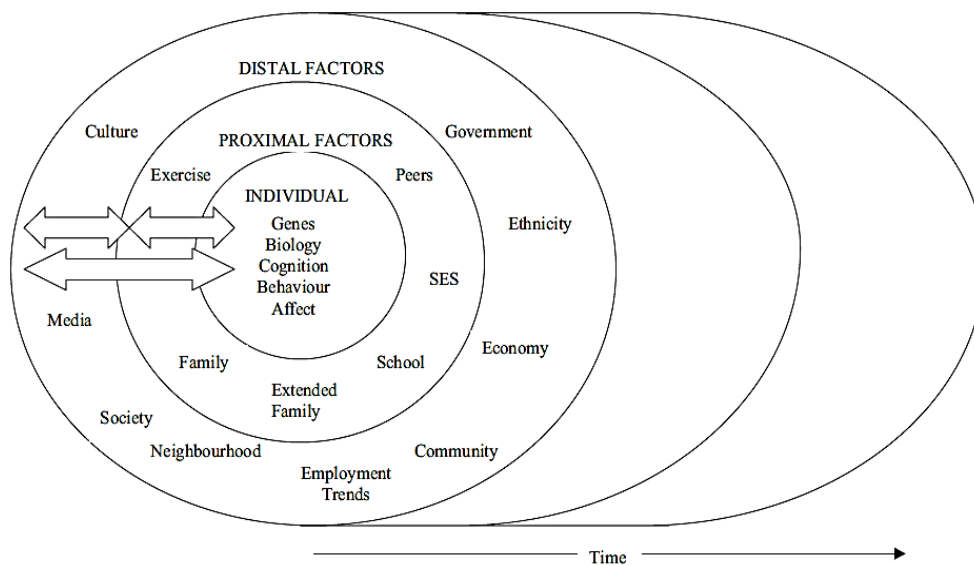 DISTAL FACTORS
Culture
Government
PROXIMAL FACTORS
Exercise
Peers
INDIVIDUAL
Genes
Biology
Cognition
Behaviour
Affect
Ethnicity
SES
Media
Economy
Family
School
Extended
Family
Society
Neighbourhood
Community
Employment
Trends
Time